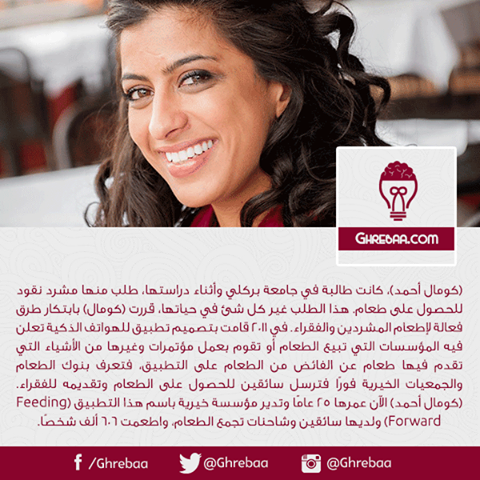 GHREBAA.COM
(كومال أحمد)، كانت طالبة في جامعة بركلي وأثناء دراستها، طلب منها مشرد نقود
للحصول على طعام. هذا الطلب غير كل شئ في حياتها، قررت (كومال) بابتكار طرق
فعالة لإطعام المشردين والفقراء. في ٢٠١١ قامت بتصميم تطبيق للهواتف الذكية تعلن
فيه المؤسسات التي تبيع الطعام أو تقوم بعمل مؤتمرات وغيرها من الأشياء التي
تقدم فيها طعام عن الفائض من الطعام على التطبيق، فتعرف بنوك الطعام
والجمعيات الخيرية فورًا فترسل سائقين للحصول على الطعام وتقديمه للفقراء.
(كومال أحمد) الآن عمرها ٢٥ عامًا وتدير مؤسسة خيرية باسم هذا التطبيق (Feeding
Forward) ولديها سائقين وشاحنات تجمع الطعام، واطعمت ٦٠٦ ألف شخصًا.
/Ghrebaa @Ghrebaa @Ghrebaa